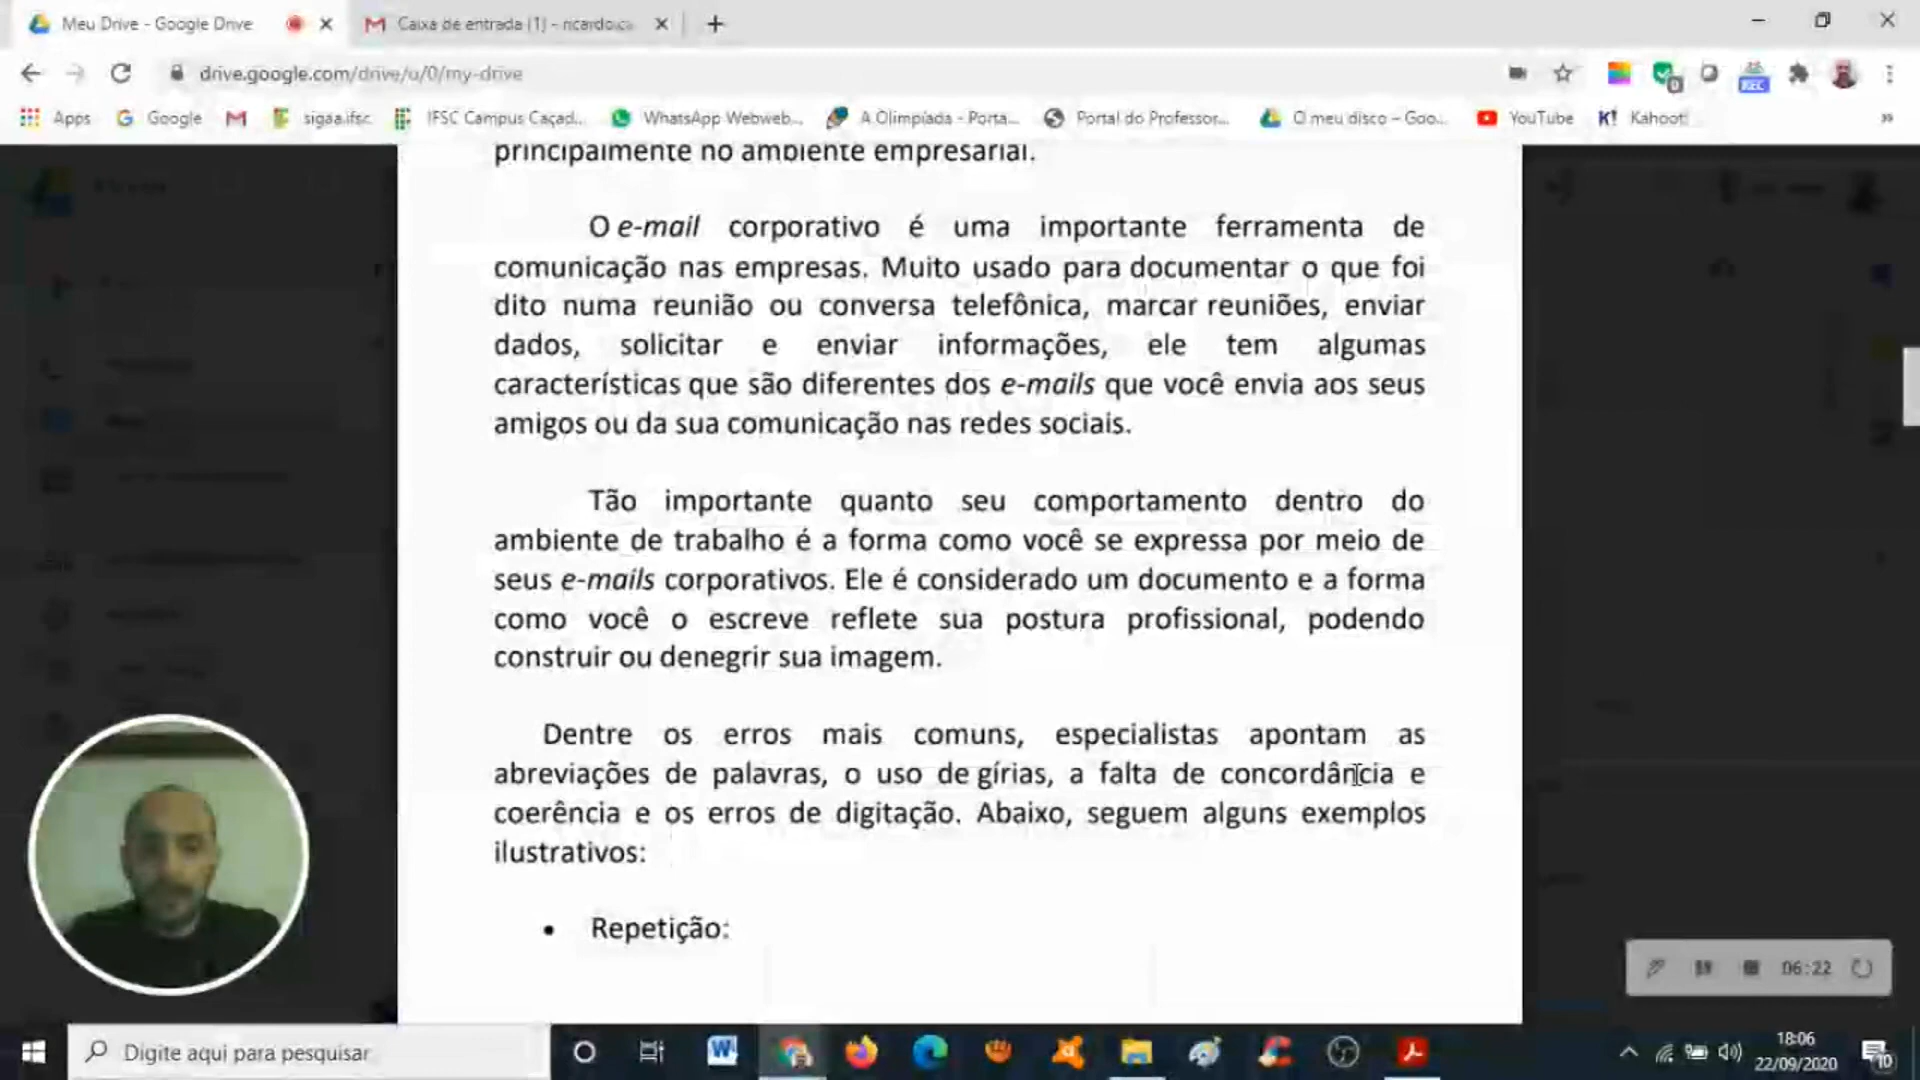 Meu Drive - Google Drive
Caixa de entrada (1) - ricardo.ca
drive.google.com/drive/u/0/my-drive
REC
Apps
Google
sigaa.ifsc
IFSC Campus Caçad...
WhatsApp Webweb...
A Olimpíada - Porta...
Portal do Professor...
O meu disco – Goo...
YouTube
K! Kahoot!
principalmente no ambiente empresarial.
O e-mail corporativo é uma importante ferramenta de
comunicação nas empresas. Muito usado para documentar o que foi
dito numa reunião ou conversa telefônica, marcar reuniões, enviar
dados, solicitar e enviar informações, ele tem algumas
características que são diferentes dos e-mails que você envia aos seus
amigos ou da sua comunicação nas redes sociais.
Tão importante quanto seu comportamento dentro do
ambiente de trabalho é a forma como você se expressa por meio de
seus e-mails corporativos. Ele é considerado um documento e a forma
como você o escreve reflete sua postura profissional, podendo
construir ou denegrir sua imagem.
Dentre os erros mais comuns, especialistas apontam as
abreviações de palavras, o uso de gírias, a falta de concordância e
coerência e os erros de digitação. Abaixo, seguem alguns exemplos
ilustrativos:
• Repetição:
06:22
Digite aqui para pesquisar
18:06
22/09/2020
10